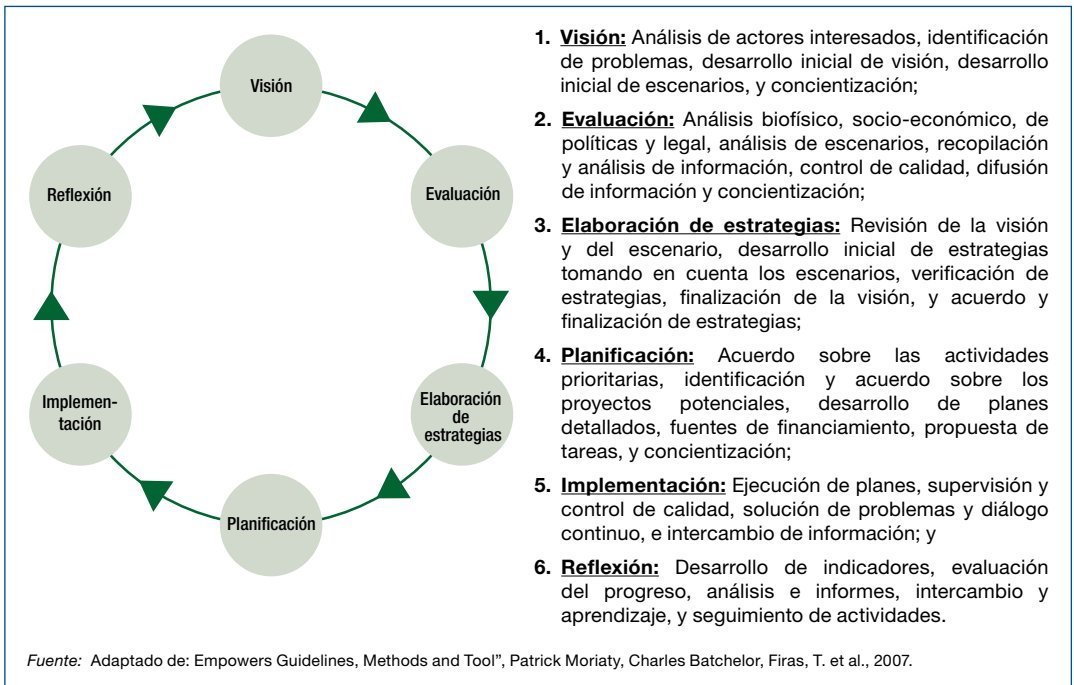 Visión
Evaluación
Elaboración
de
estrategias
Planificación
Implemen-
tación
Reflexión
1. Visión: Análisis de actores interesados, identificación
de problemas, desarrollo inicial de visión, desarrollo
inicial de escenarios, y concientización;
2. Evaluación: Análisis biofísico, socio-económico, de
políticas y legal, análisis de escenarios, recopilación
y análisis de información, control de calidad, difusión
de información y concientización;
3. Elaboración de estrategias: Revisión de la visión
y del escenario, desarrollo inicial de estrategias
tomando en cuenta los escenarios, verificación de
estrategias, finalización de la visión, y acuerdo y
finalización de estrategias;
4. Planificación: Acuerdo sobre las actividades
prioritarias, identificación y acuerdo sobre los
proyectos potenciales, desarrollo de planes
detallados, fuentes de financiamiento, propuesta de
tareas, y concientización;
5. Implementación: Ejecución de planes, supervisión y
control de calidad, solución de problemas y diálogo
continuo, e intercambio de información; y
6. Reflexión: Desarrollo de indicadores, evaluación
del progreso, análisis e informes, intercambio y
aprendizaje, y seguimiento de actividades.
Fuente: Adaptado de: Empowers Guidelines, Methods and Tool”, Patrick Moriaty, Charles Batchelor, Firas, T. et al., 2007.